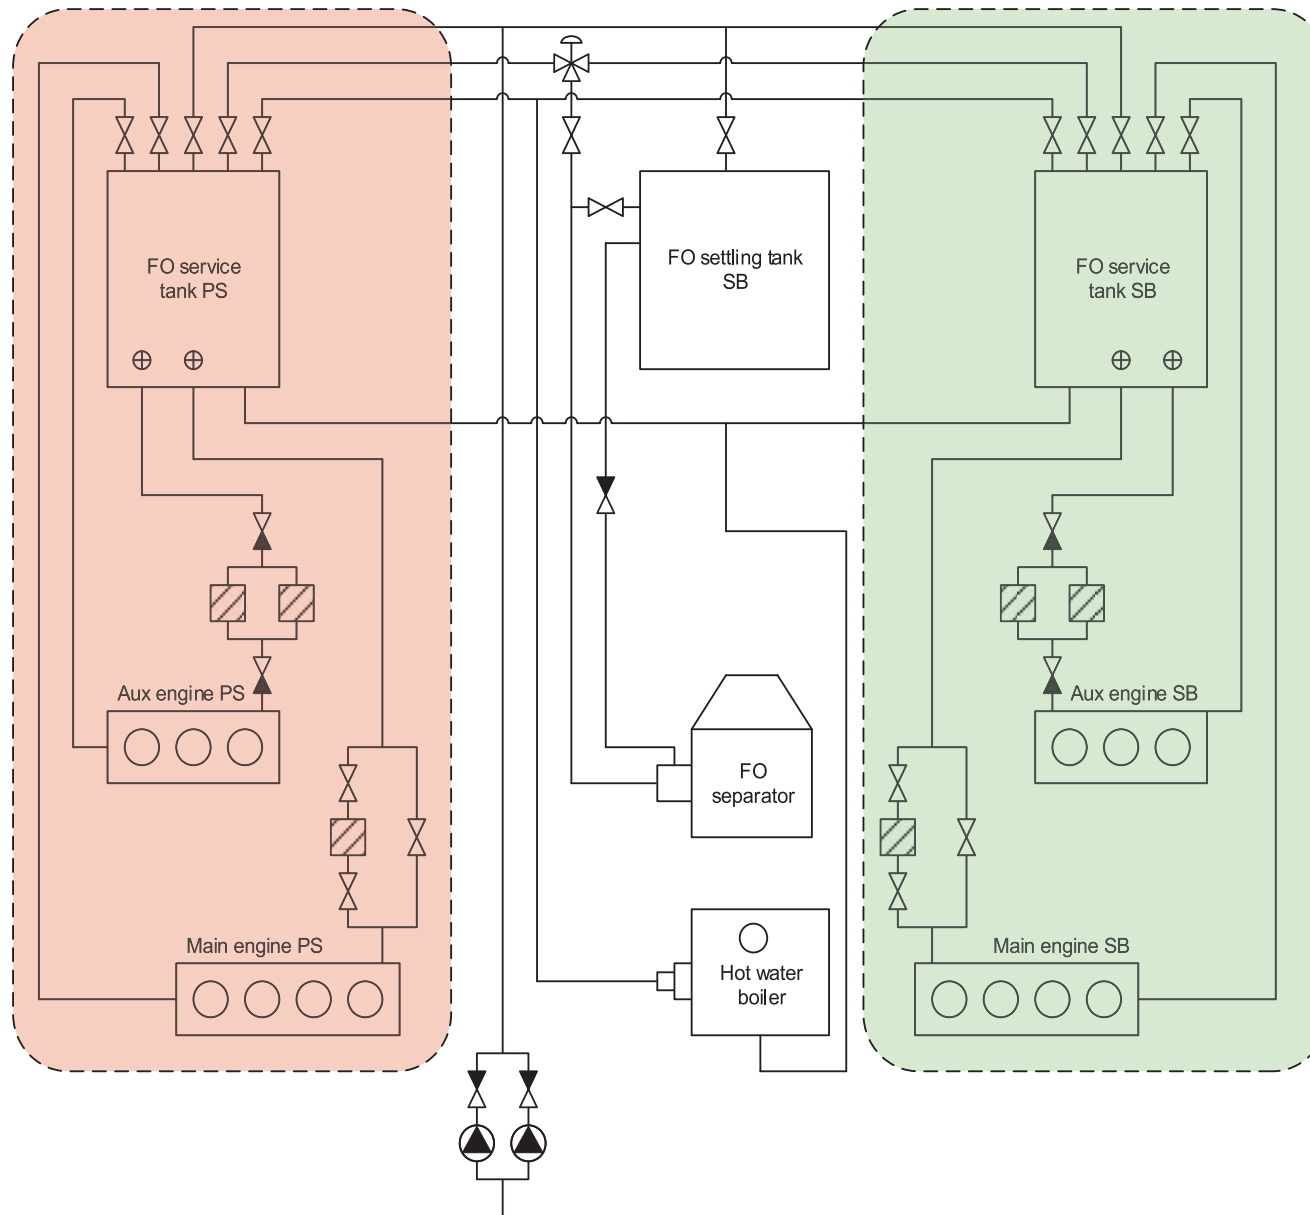 FO service
tank PS
FO settling tank
SB
FO service
tank SB
Aux engine PS
Aux engine SB
FO
separator
Main engine PS
Main engine SB
Hot water
boiler